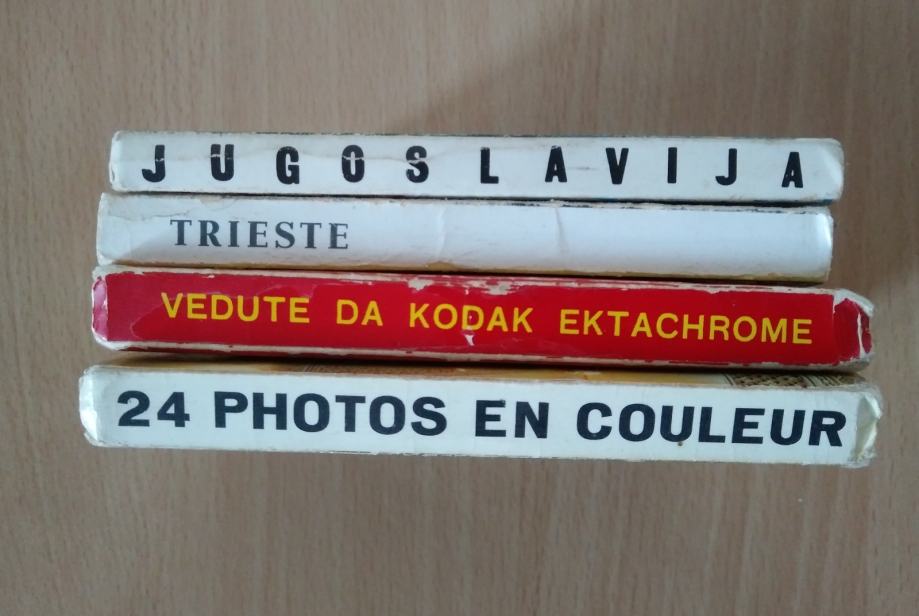 JUGOSLAVIJA
TRIESTE
VEDUTE DA KODAK EKTACHROME
24 PHOTOS EN COULEUR